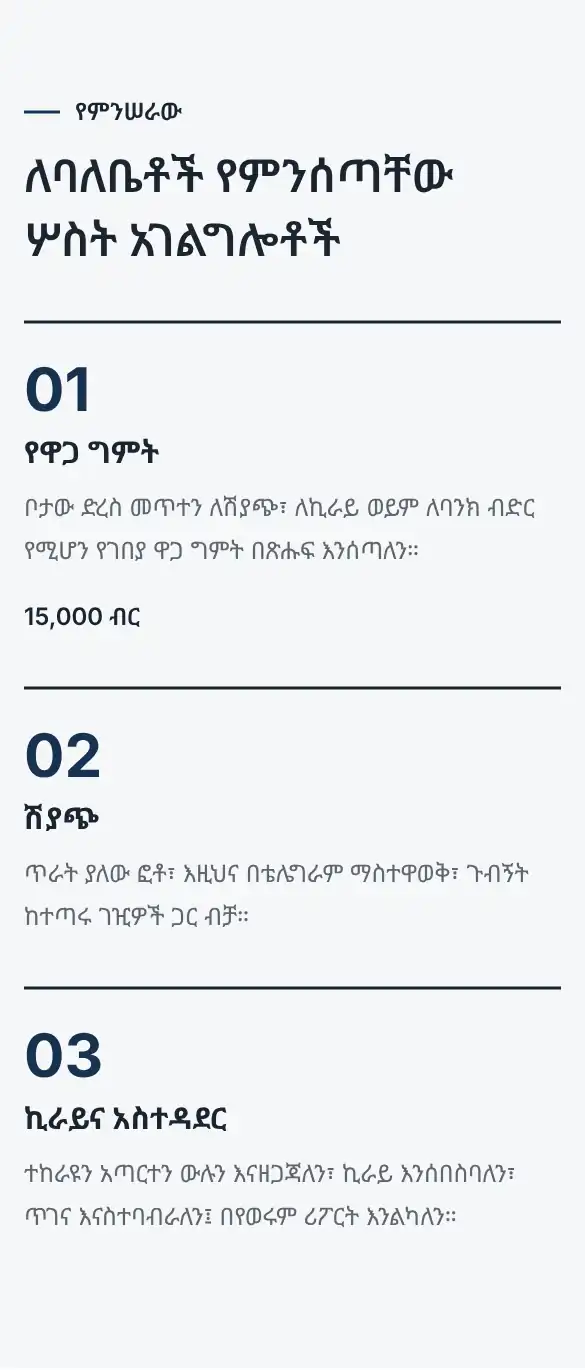 የምንሠራው
ለባለቤቶች የምንሰጣቸው
ሦስት አገልግሎቶች
01
የዋጋ ግምት
ቦታው ድረስ መጥተን ለሽያጭ፣ ለኪራይ ወይም ለባንክ ብድር
የሚሆን የገበያ ዋጋ ግምት በጽሑፍ እንሰጣለን።
15,000 ብር
02
ሽያጭ
ጥራት ያለው ፎቶ፣ እዚህና በቴሌግራም ማስተዋወቅ፣ ጉብኝት
ከተጣሩ ገዢዎች ጋር ብቻ።
03
ኪራይና አስተዳደር
ተከራዩን አጣርተን ውሉን እናዘጋጃለን፣ ኪራይ እንሰበስባለን፣
ጥገና እናስተባብራለን፤ በየወሩም ሪፖርት እንልካለን።